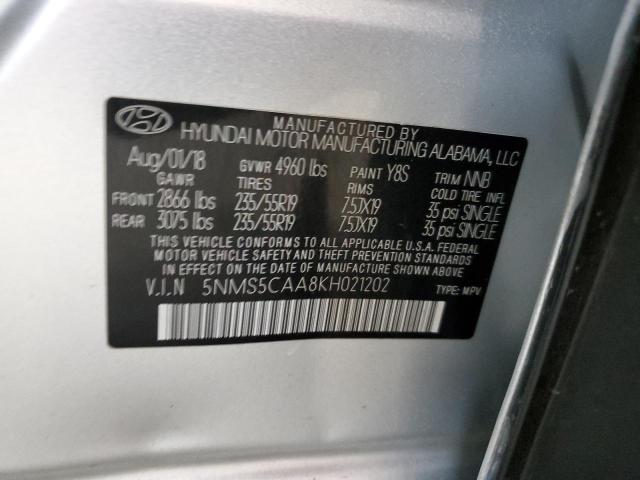 MANUFACTURED BY
HYUNDAI MOTOR MANUFACTURING ALABAMA, LLC
Aug/01/18 GVWR 4960 lbs PAINT Y8S TRIM NNB
GAWR TIRES RIMS COLD TIRE INFL
FRONT 2866 lbs 235/55R19 7.5JX19 35 psi SINGLE
REAR 3075 lbs 235/55R19 7.5JX19 35 psi SINGLE
THIS VEHICLE CONFORMS TO ALL APPLICABLE U.S.A. FEDERAL
MOTOR VEHICLE SAFETY AND THEFT PREVENTION STANDARDS
IN EFFECT ON THE DATE OF MANUFACTURE SHOWN ABOVE.
V.I.N 5NMS5CAA8KH021202 TYPE: MPV